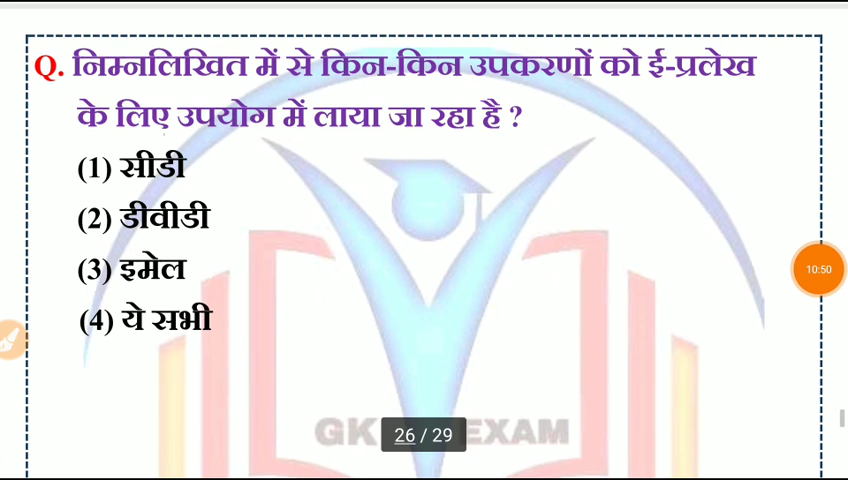 Q. निम्नलिखित में से किन-किन उपकरणों को ई-प्रलेख
के लिए उपयोग में लाया जा रहा है ?
(1) सीडी
(2) डीवीडी
(3) इमेल
(4) ये सभी
10:50
GK EXAM
26 / 29